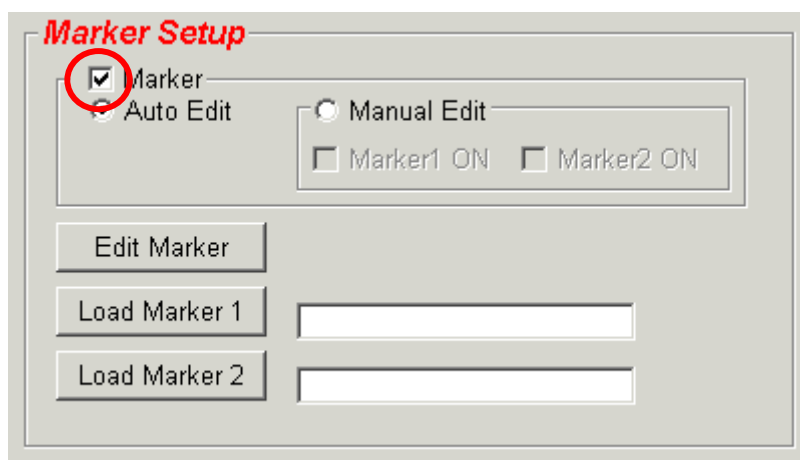 Marker Setup
Marker
Auto Edit
Manual Edit
Marker1 ON
Marker2 ON
Edit Marker
Load Marker 1
Load Marker 2